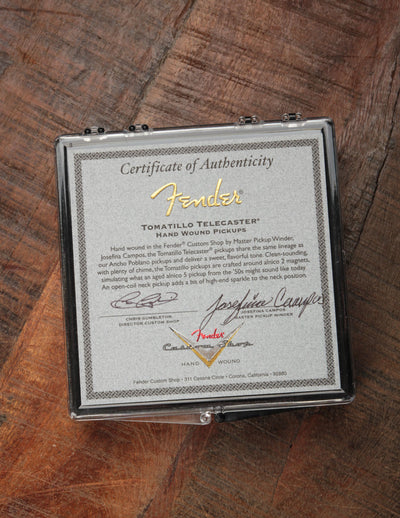 Certificate of Authenticity
Fender®
Tomatillo Telecaster®
Hand Wound Pickups
Hand wound in the Fender® Custom Shop by Master Pickup Winder,
Josefina Campos, the Tomatillo Telecaster® pickups share the same lineage as
our Ancho Poblano pickups and deliver a sweet, flavorful tone. Clean-sounding,
with plenty of chime, the Tomatillo pickups are crafted around alnico 2 magnets,
simulating what an aged alnico 5 pickup from the '50s might sound like today.
An open-coil neck pickup adds a bit of high-end sparkle to the neck position.
Josefina Campos
Chris Fleming
Director Custom Shop
Josefina Campos
Master Pickup Winder
Fender
Custom Shop
HAND WOUND
Fender Custom Shop • 311 Cessna Circle • Corona, California • 92880